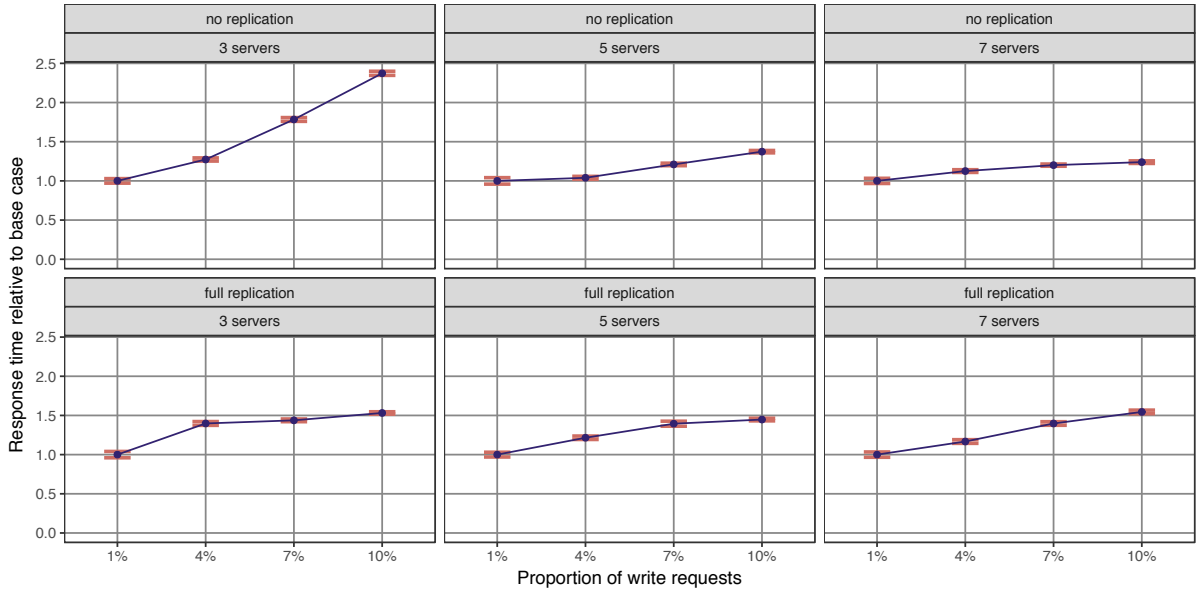 no replication
no replication
no replication
3 servers
5 servers
7 servers
2.5
2.0
1.5
1.0
0.5
0.0
full replication
full replication
full replication
3 servers
5 servers
7 servers
2.5
2.0
1.5
1.0
0.5
0.0
1% 4% 7% 10%
1% 4% 7% 10%
1% 4% 7% 10%
Proportion of write requests
Response time relative to base case